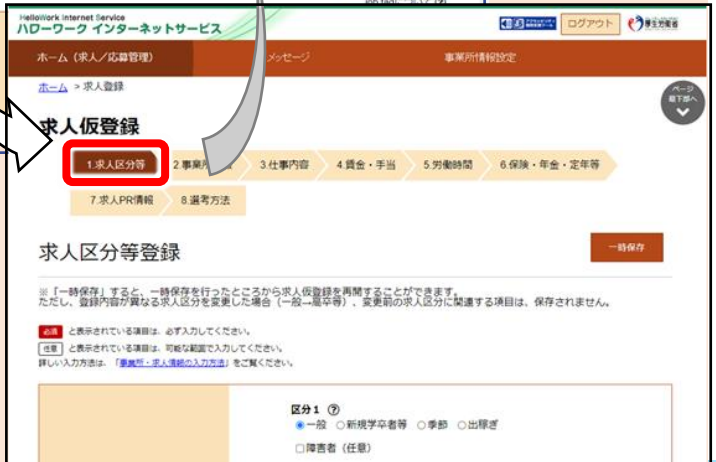 HelloWork Internet Service
ハローワーク インターネットサービス
ログアウト
厚生労働省
ホーム（求人／応募管理）
メッセージ
事業所情報設定
ホーム > 求人登録
ページ
最下部へ
求人仮登録
1.求人区分等
2.事業所
3.仕事内容
4.賃金・手当
5.労働時間
6.保険・年金・定年等
7.求人PR情報
8.選考方法
求人区分等登録
一時保存
※「一時保存」すると、一時保存を行ったところから求人仮登録を再開することができます。
ただし、登録内容が異なる求人区分を変更した場合（一般→高卒等）、変更前の求人区分に関連する項目は、保存されません。
必須 と表示されている項目は、必ず入力してください。
任意 と表示されている項目は、可能な範囲で入力してください。
詳しい入力方法は、「事業所・求人情報の入力方法」をご覧ください。
区分1 ?
一般 新規学卒者等 季節 出稼ぎ
障害者（任意）